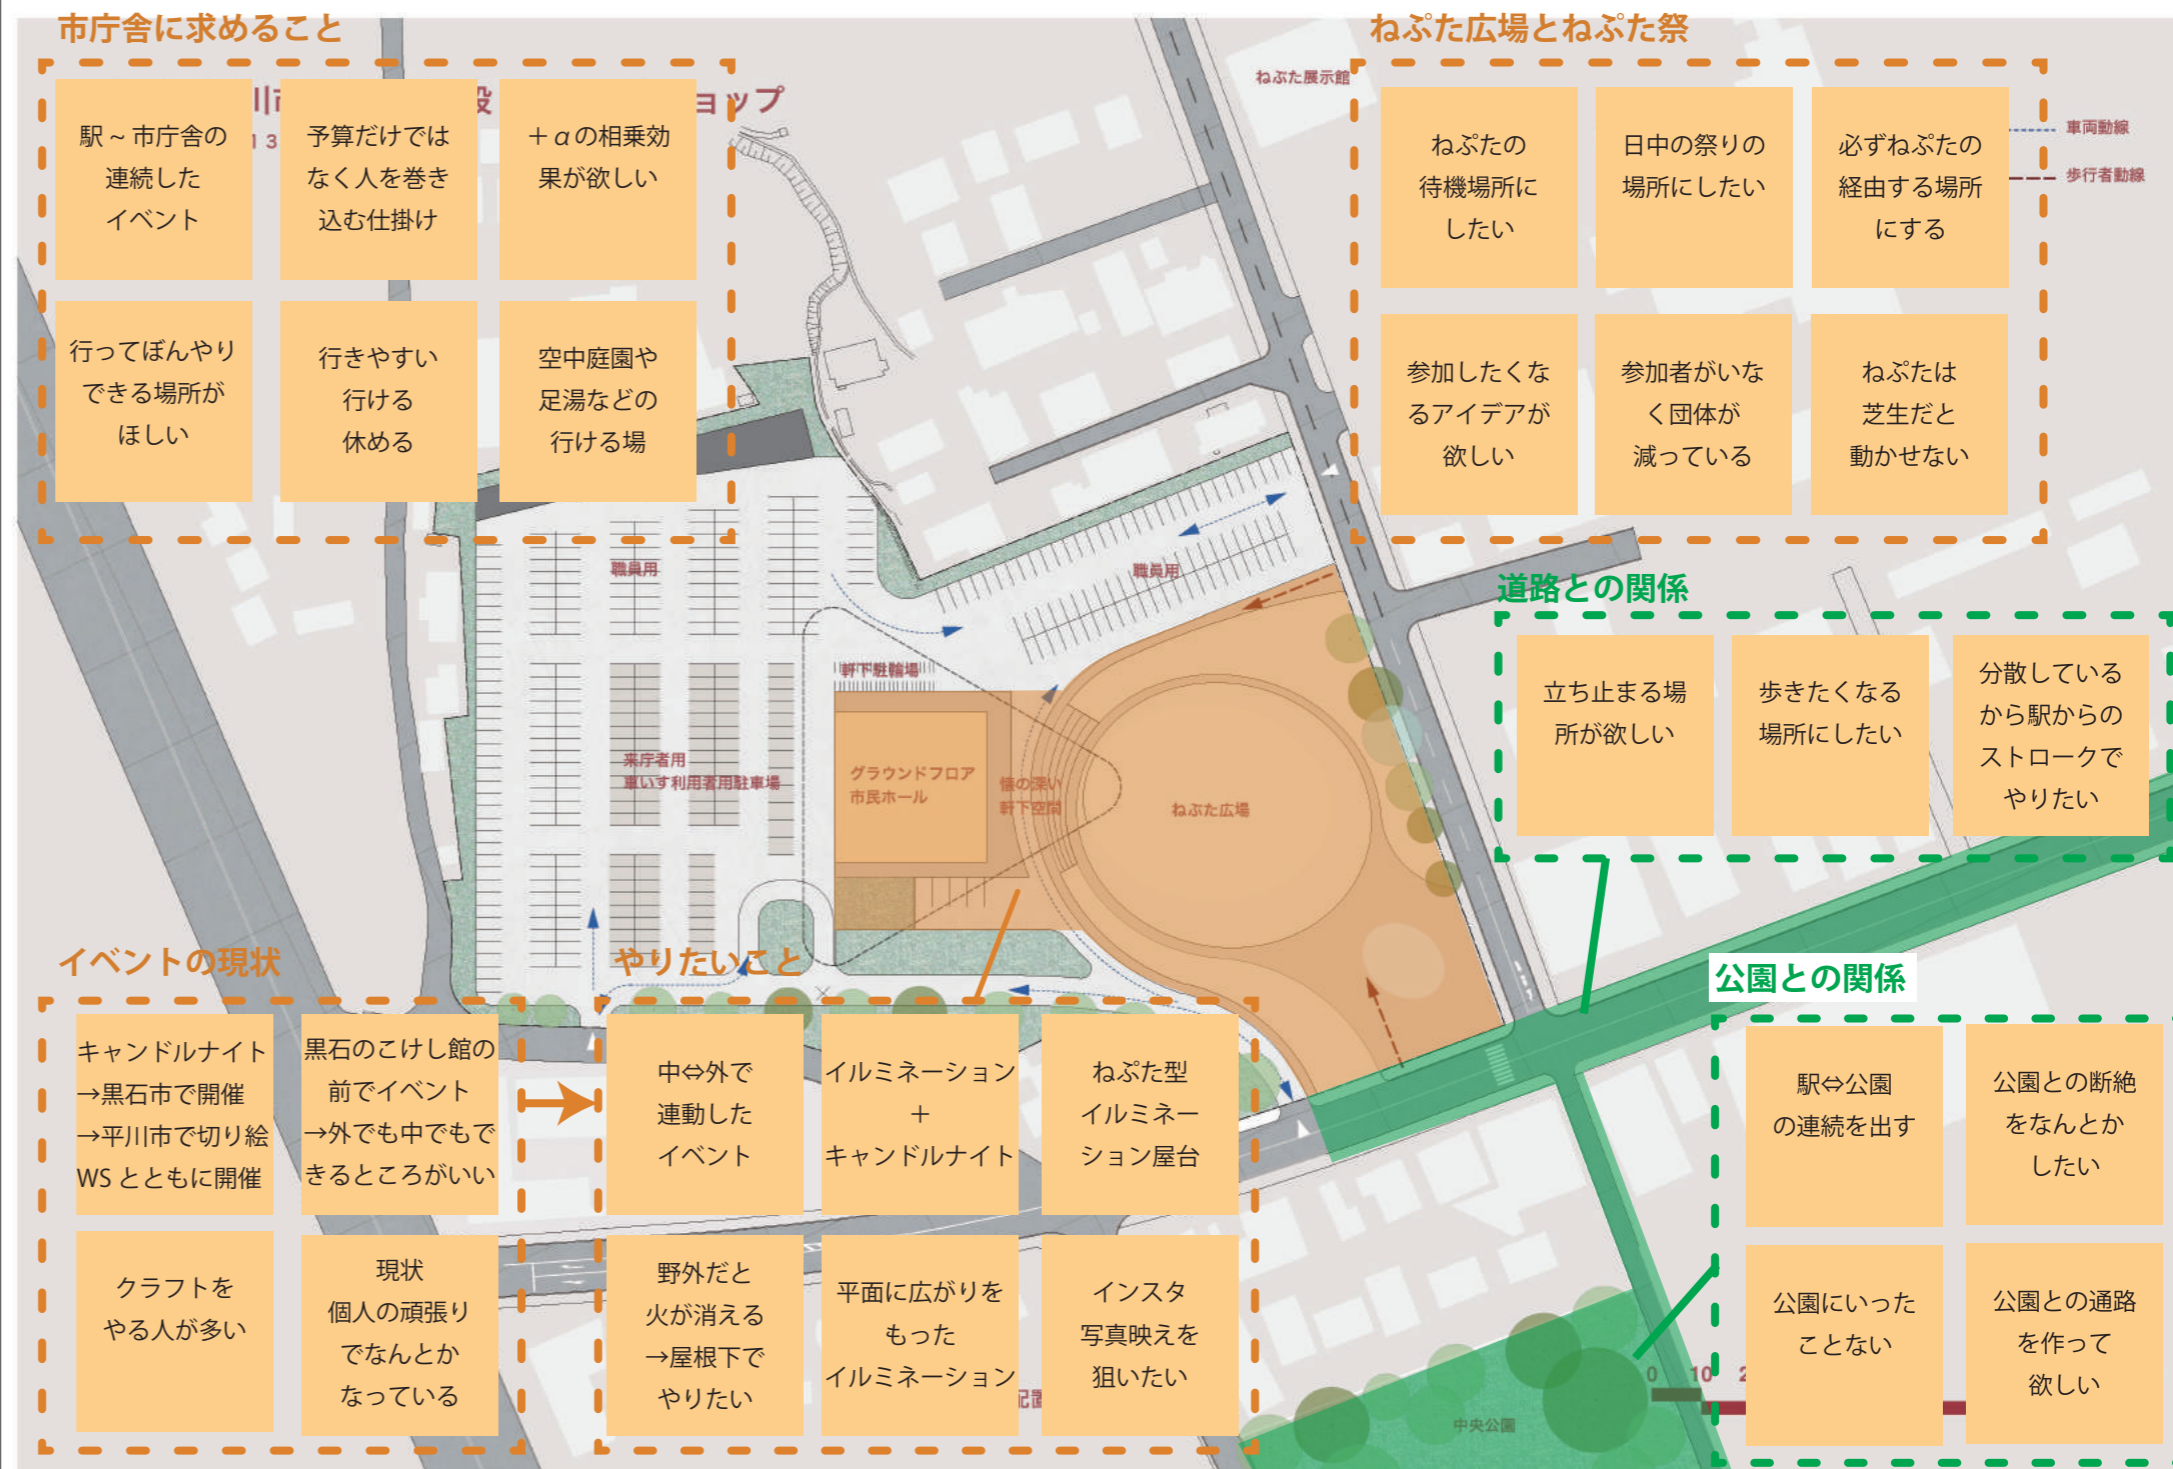 市庁舎に求めること
ョップ
駅 ~ 市庁舎の
連続した
イベント
予算だけでは
なく人を巻き
込む仕掛け
＋αの相乗効
果が欲しい
行ってぼんやり
できる場所が
ほしい
行きやすい
行ける
休める
空中庭園や
足湯などの
行ける場
ねぷた広場とねぷた祭
ねぷた展示館
ねぷたの
待機場所に
したい
日中の祭りの
場所にしたい
必ずねぷたの
経由する場所
にする
参加したくな
るアイデアが
欲しい
参加者がいな
く団体が
減っている
ねぷたは
芝生だと
動かせない
車両動線
歩行者動線
職員用
職員用
軒下駐輪場
来庁者用
車いす利用者用駐車場
グラウンドフロア
市民ホール
懐の深い
軒下空間
ねぷた広場
道路との関係
立ち止まる場
所が欲しい
歩きたくなる
場所にしたい
分散している
から駅からの
ストロークで
やりたい
イベントの現状
キャンドルナイト
→黒石市で開催
→平川市で切り絵
WS とともに開催
黒石のこけし館の
前でイベント
→外でも中でもで
きるところがいい
クラフトを
やる人が多い
現状
個人の頑張り
でなんとか
なっている
やりたいこと
中⇔外で
連動した
イベント
イルミネーション
＋
キャンドルナイト
ねぷた型
イルミネー
ション屋台
野外だと
火が消える
→屋根下で
やりたい
平面に広がりを
もった
イルミネーション
インスタ
写真映えを
狙いたい
公園との関係
駅⇔公園
の連続を出す
公園との断絶
をなんとか
したい
公園にいった
ことない
公園との通路
を作って
欲しい
中央公園
0 10